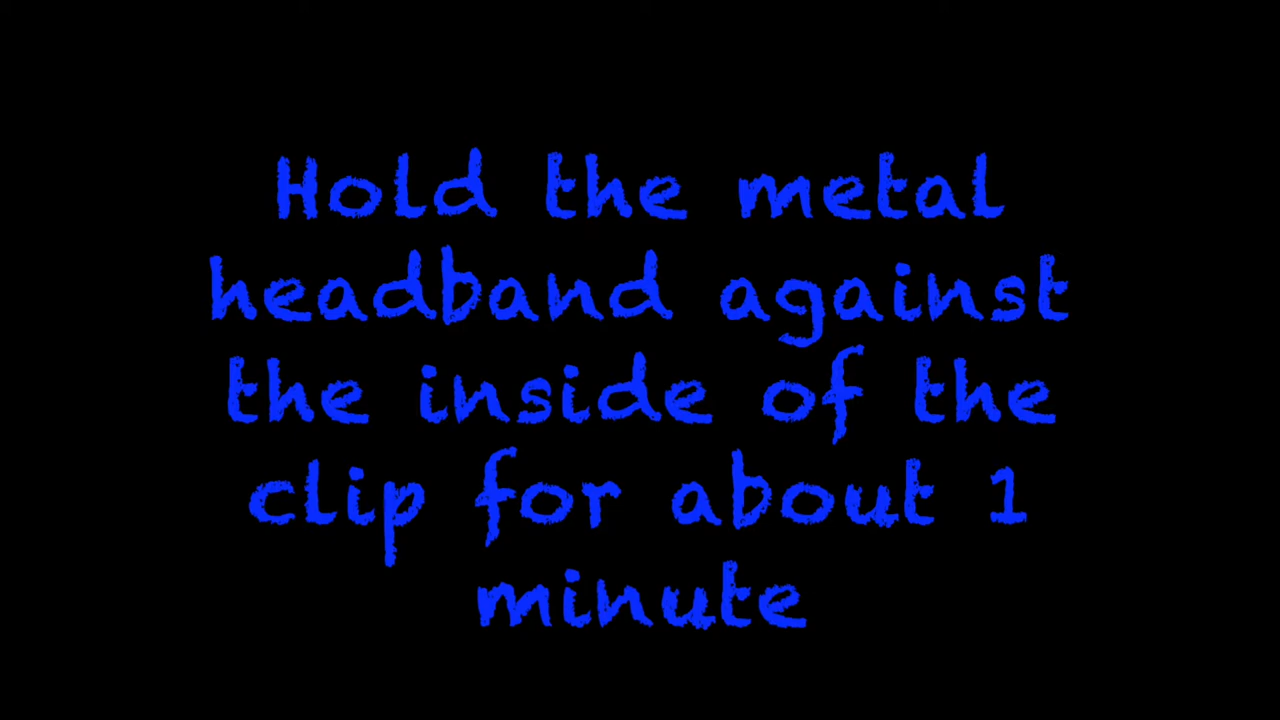 Hold the metal
headband against
the inside of the
clip for about 1
minute